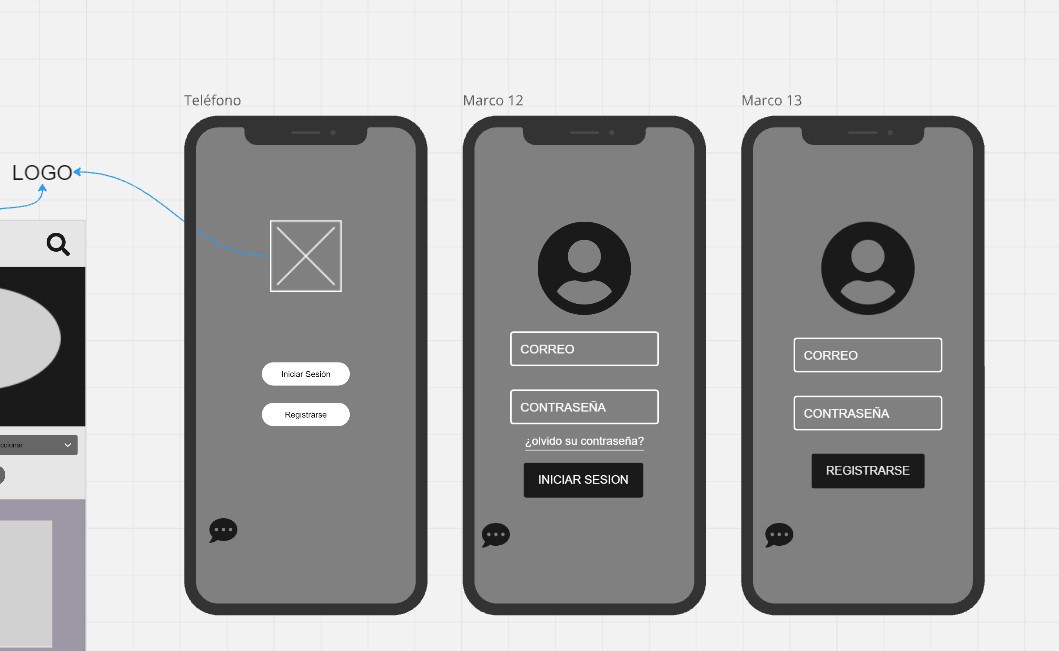 Teléfono
Marco 12
Marco 13
LOGO
Iniciar Sesión
Registrarse
CORREO
CONTRASEÑA
¿olvido su contraseña?
INICIAR SESION
CORREO
CONTRASEÑA
REGISTRARSE